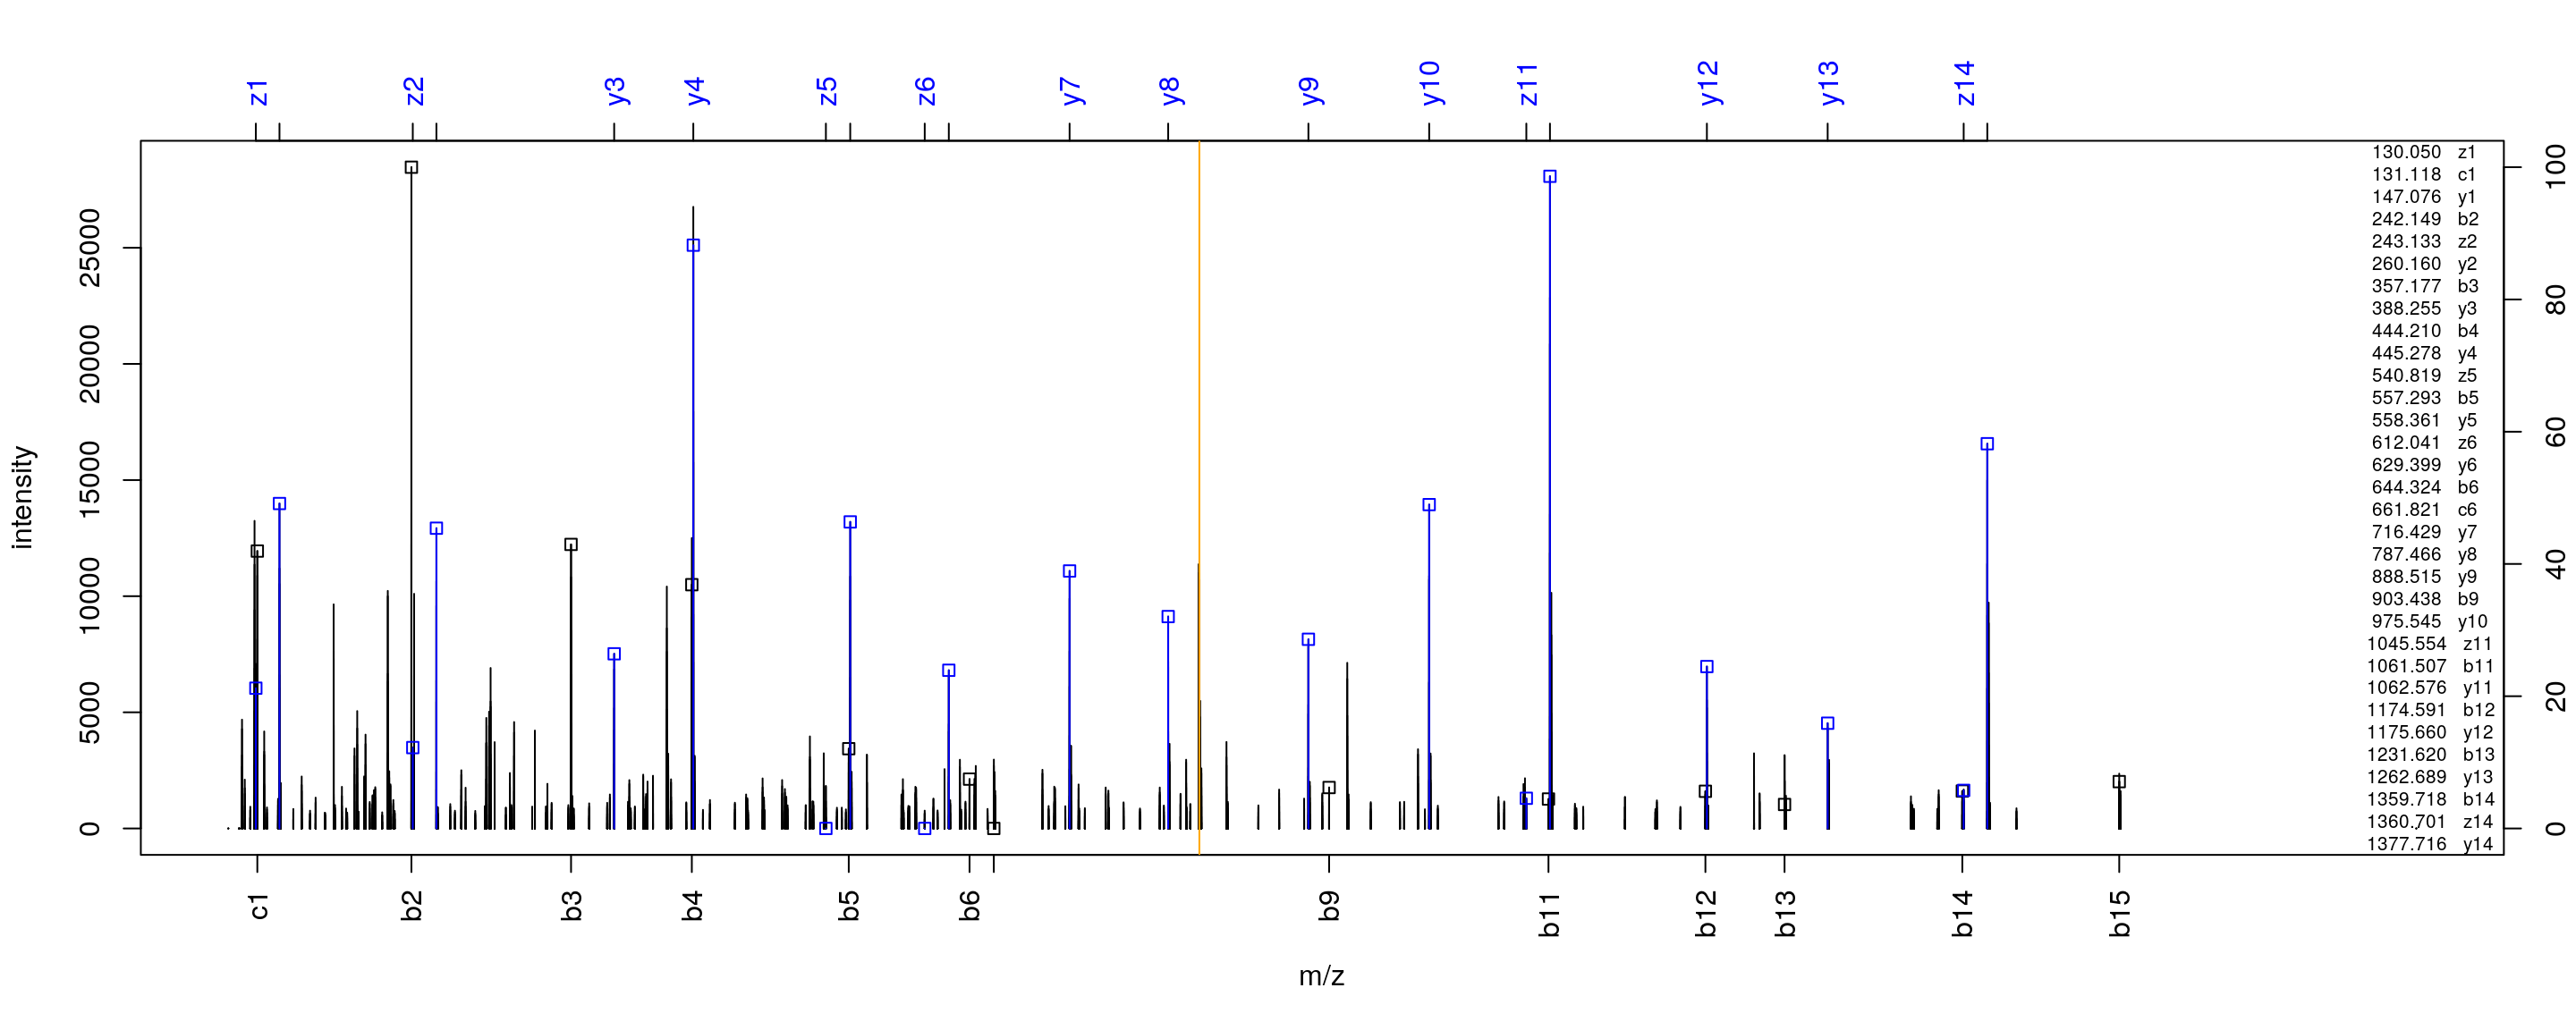 z1 z2 y3 y4 z5 z6 y7 y8 y9 y10 z11 y12 y13 z14
intensity
0 5000 10000 15000 20000 25000
0 20 40 60 80 100
130.050 z1
131.118 c1
147.076 y1
242.149 b2
243.133 z2
260.160 y2
357.177 b3
388.255 y3
444.210 b4
445.278 y4
540.819 z5
557.293 b5
558.361 y5
612.041 z6
629.399 y6
644.324 b6
661.821 c6
716.429 y7
787.466 y8
888.515 y9
903.438 b9
975.545 y10
1045.554 z11
1061.507 b11
1062.576 y11
1174.591 b12
1175.660 y12
1231.620 b13
1262.689 y13
1359.718 b14
1360.701 z14
1377.716 y14
c1 b2 b3 b4 b5 b6 b9 b11 b12 b13 b14 b15
m/z